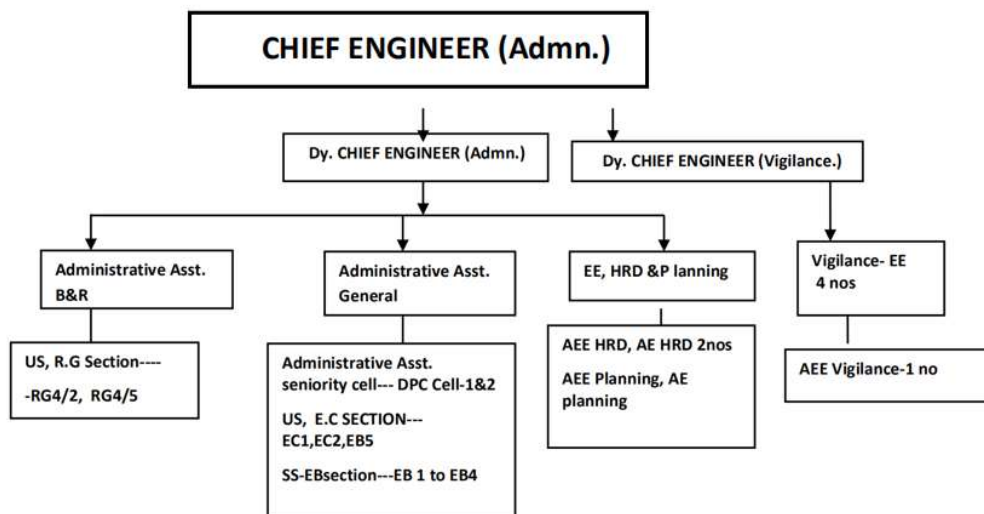 CHIEF ENGINEER (Admn.)
Dy. CHIEF ENGINEER (Admn.)
Dy. CHIEF ENGINEER (Vigilance.)
Administrative Asst.
B&R
Administrative Asst.
General
EE, HRD &P lanning
Vigilance- EE
4 nos
US, R.G Section----
-RG4/2, RG4/5
Administrative Asst.
seniority cell--- DPC Cell-1&2
US, E.C SECTION---
EC1,EC2,EB5
SS-EBsection---EB 1 to EB4
AEE HRD, AE HRD 2nos
AEE Planning, AE
planning
AEE Vigilance-1 no